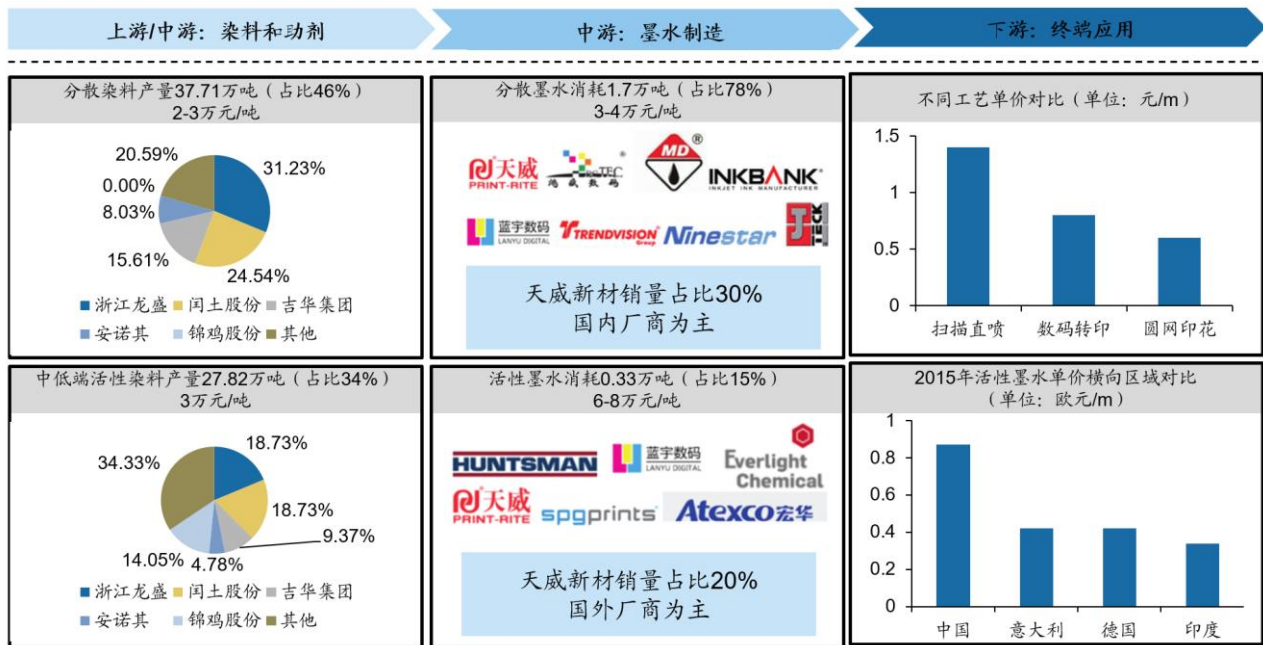 上游/中游：染料和助剂
中游：墨水制造
下游：终端应用
分散染料产量37.71万吨（占比46%）
2-3万元/吨
20.59%
31.23%
0.00%
8.03%
15.61%
24.54%
浙江龙盛 闰土股份 吉华集团
安诺其 锦鸡股份 其他
分散墨水消耗1.7万吨（占比78%）
3-4万元/吨
天威
PRINT-RITE
TEC
鸿盛数码
MD®
INKBANK®
INKJET INK MANUFACTURER
蓝宇数码
LANYU DIGITAL
TRENDVISION
Group
Ninestar
J TECK
天威新材销量占比30%
国内厂商为主
不同工艺单价对比（单位：元/m）
1.5
1
0.5
0
扫描直喷 数码转印 圆网印花
中低端活性染料产量27.82万吨（占比34%）
3万元/吨
34.33%
18.73%
18.73%
9.37%
14.05%
4.78%
浙江龙盛 闰土股份 吉华集团
安诺其 锦鸡股份 其他
活性墨水消耗0.33万吨（占比15%）
6-8万元/吨
HUNTSMAN
蓝宇数码
LANYU DIGITAL
Everlight
Chemical
天威
PRINT-RITE
spgprints®
Atexco宏华
天威新材销量占比20%
国外厂商为主
2015年活性墨水单价横向区域对比
（单位：欧元/m）
1
0.8
0.6
0.4
0.2
0
中国 意大利 德国 印度